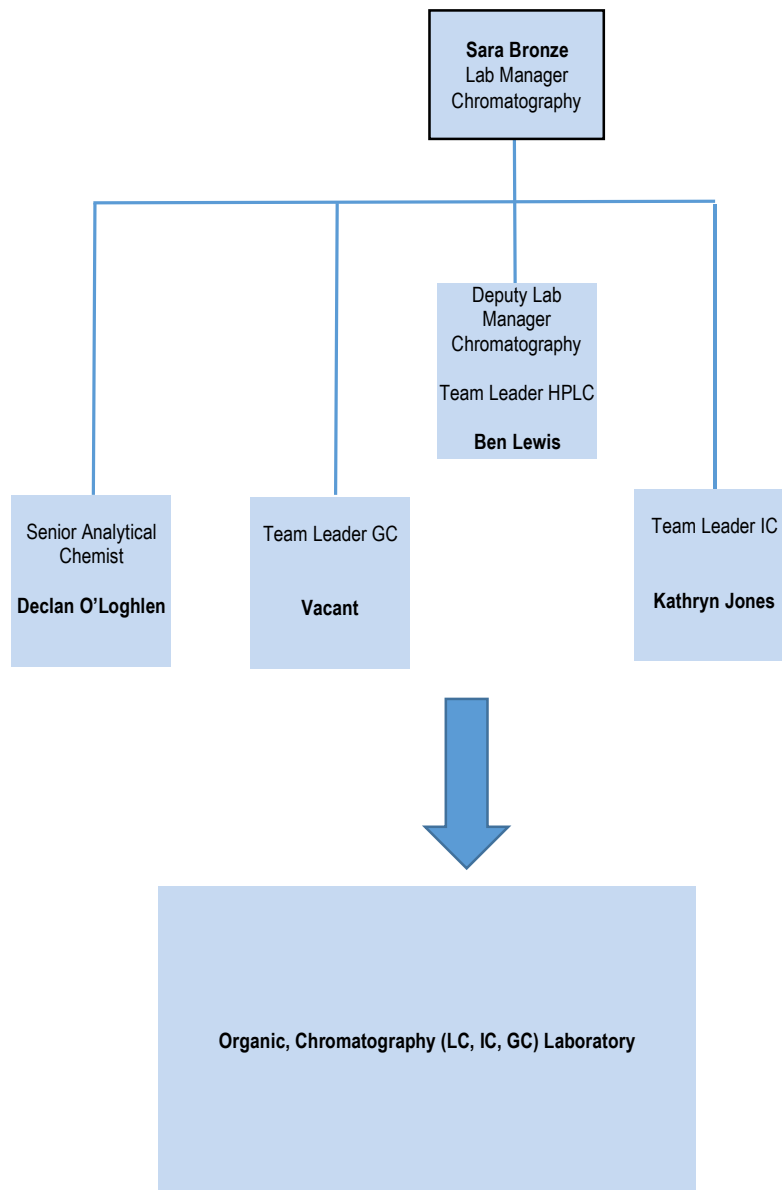 Sara Bronze
Lab Manager
Chromatography
Deputy Lab
Manager
Chromatography
Team Leader HPLC
Ben Lewis
Senior Analytical
Chemist
Declan O’Loghlen
Team Leader GC
Vacant
Team Leader IC
Kathryn Jones
Organic, Chromatography (LC, IC, GC) Laboratory